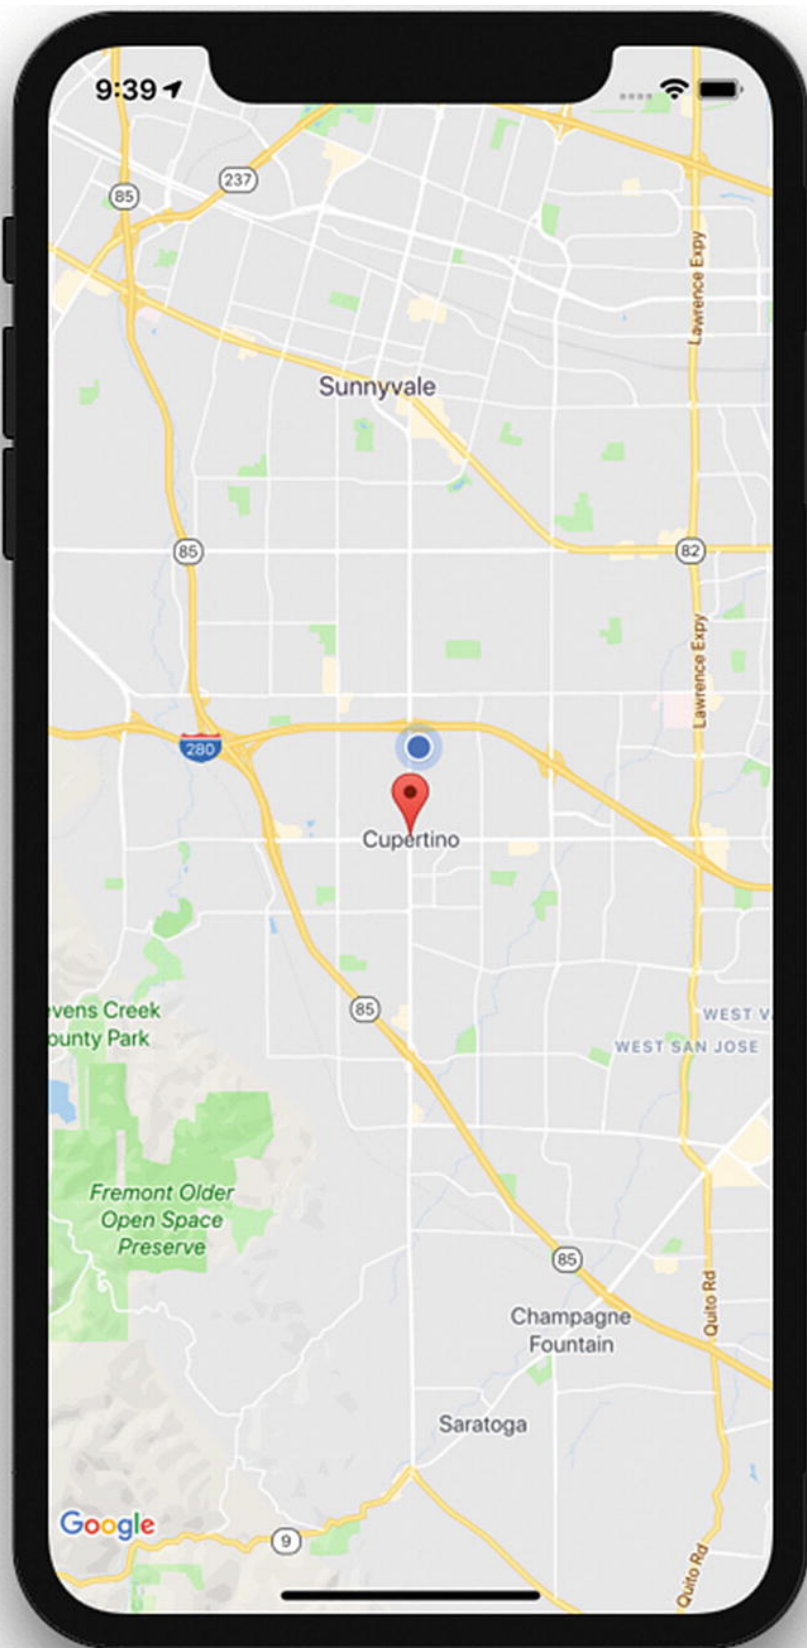 9:39
237
85
Lawrence Expy
Sunnyvale
85
82
Lawrence Expy
280
Cupertino
85
evens Creek
ounty Park
WEST V
WEST SAN JOSE
Fremont Older
Open Space
Preserve
85
Quito Rd
Champagne
Fountain
Saratoga
Google
9
Quito Rd